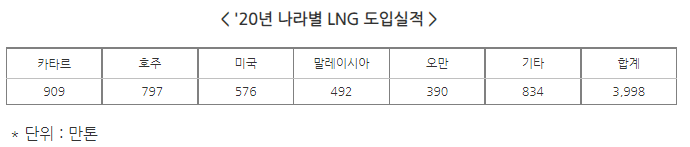 < '20년 나라별 LNG 도입실적 >
카타르 호주 미국 말레이시아 오만 기타 합계
909 797 576 492 390 834 3,998
* 단위 : 만톤